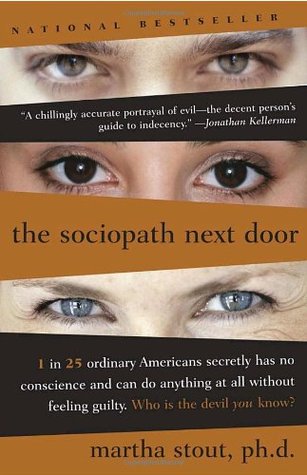 NATIONAL BESTSELLER
"A chillingly accurate portrayal of evil—the decent person's
guide to indecency." —Jonathan Kellerman
the sociopath next door
1 in 25 ordinary Americans secretly has no
conscience and can do anything at all without
feeling guilty. Who is the devil you know?
martha stout, ph.d.